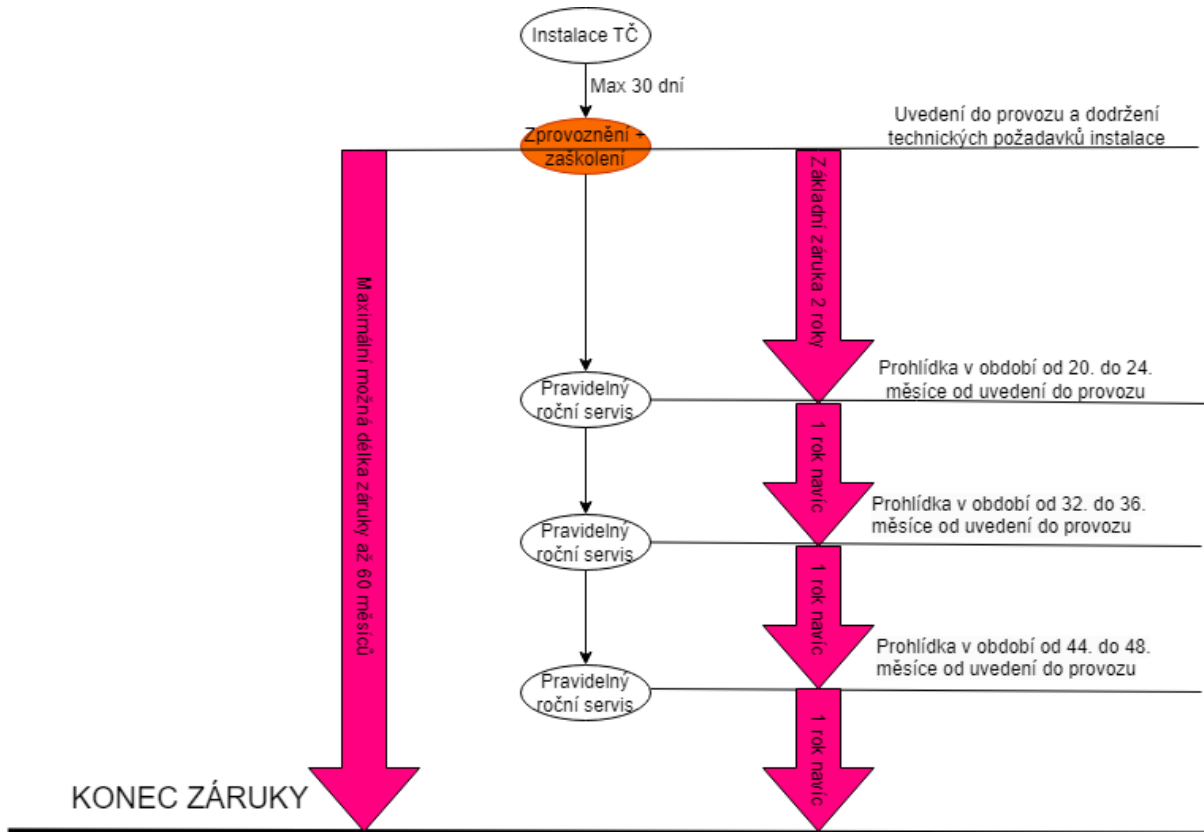 Instalace TČ
Max 30 dní
Uvedení do provozu a dodržení
technických požadavků instalace
Zprovoznění +
zaškolení
Maximální možná délka záruky až 60 měsíců
Základní záruka 2 roky
Prohlídka v období od 20. do 24.
měsíce od uvedení do provozu
Pravidelný
roční servis
1 rok navíc
Prohlídka v období od 32. do 36.
měsíce od uvedení do provozu
Pravidelný
roční servis
1 rok navíc
Prohlídka v období od 44. do 48.
měsíce od uvedení do provozu
Pravidelný
roční servis
1 rok navíc
KONEC ZÁRUKY